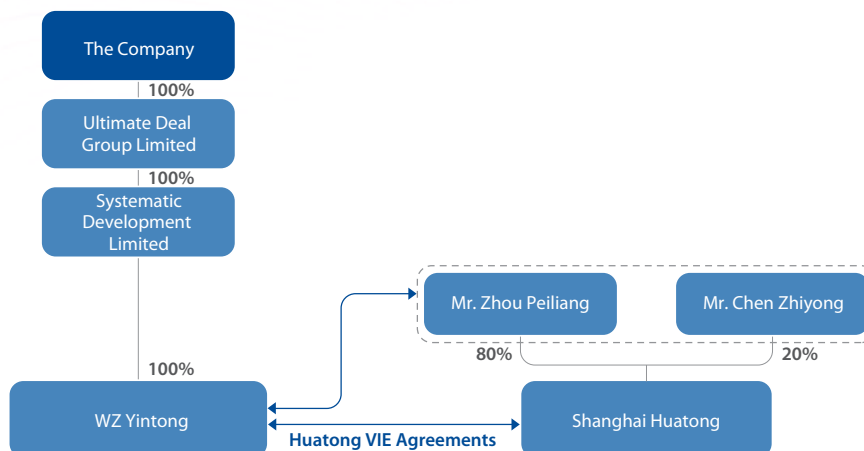 The Company
100%
Ultimate Deal
Group Limited
100%
Systematic
Development
Limited
Mr. Zhou Peiliang
Mr. Chen Zhiyong
80%
20%
100%
WZ Yintong
Shanghai Huatong
Huatong VIE Agreements